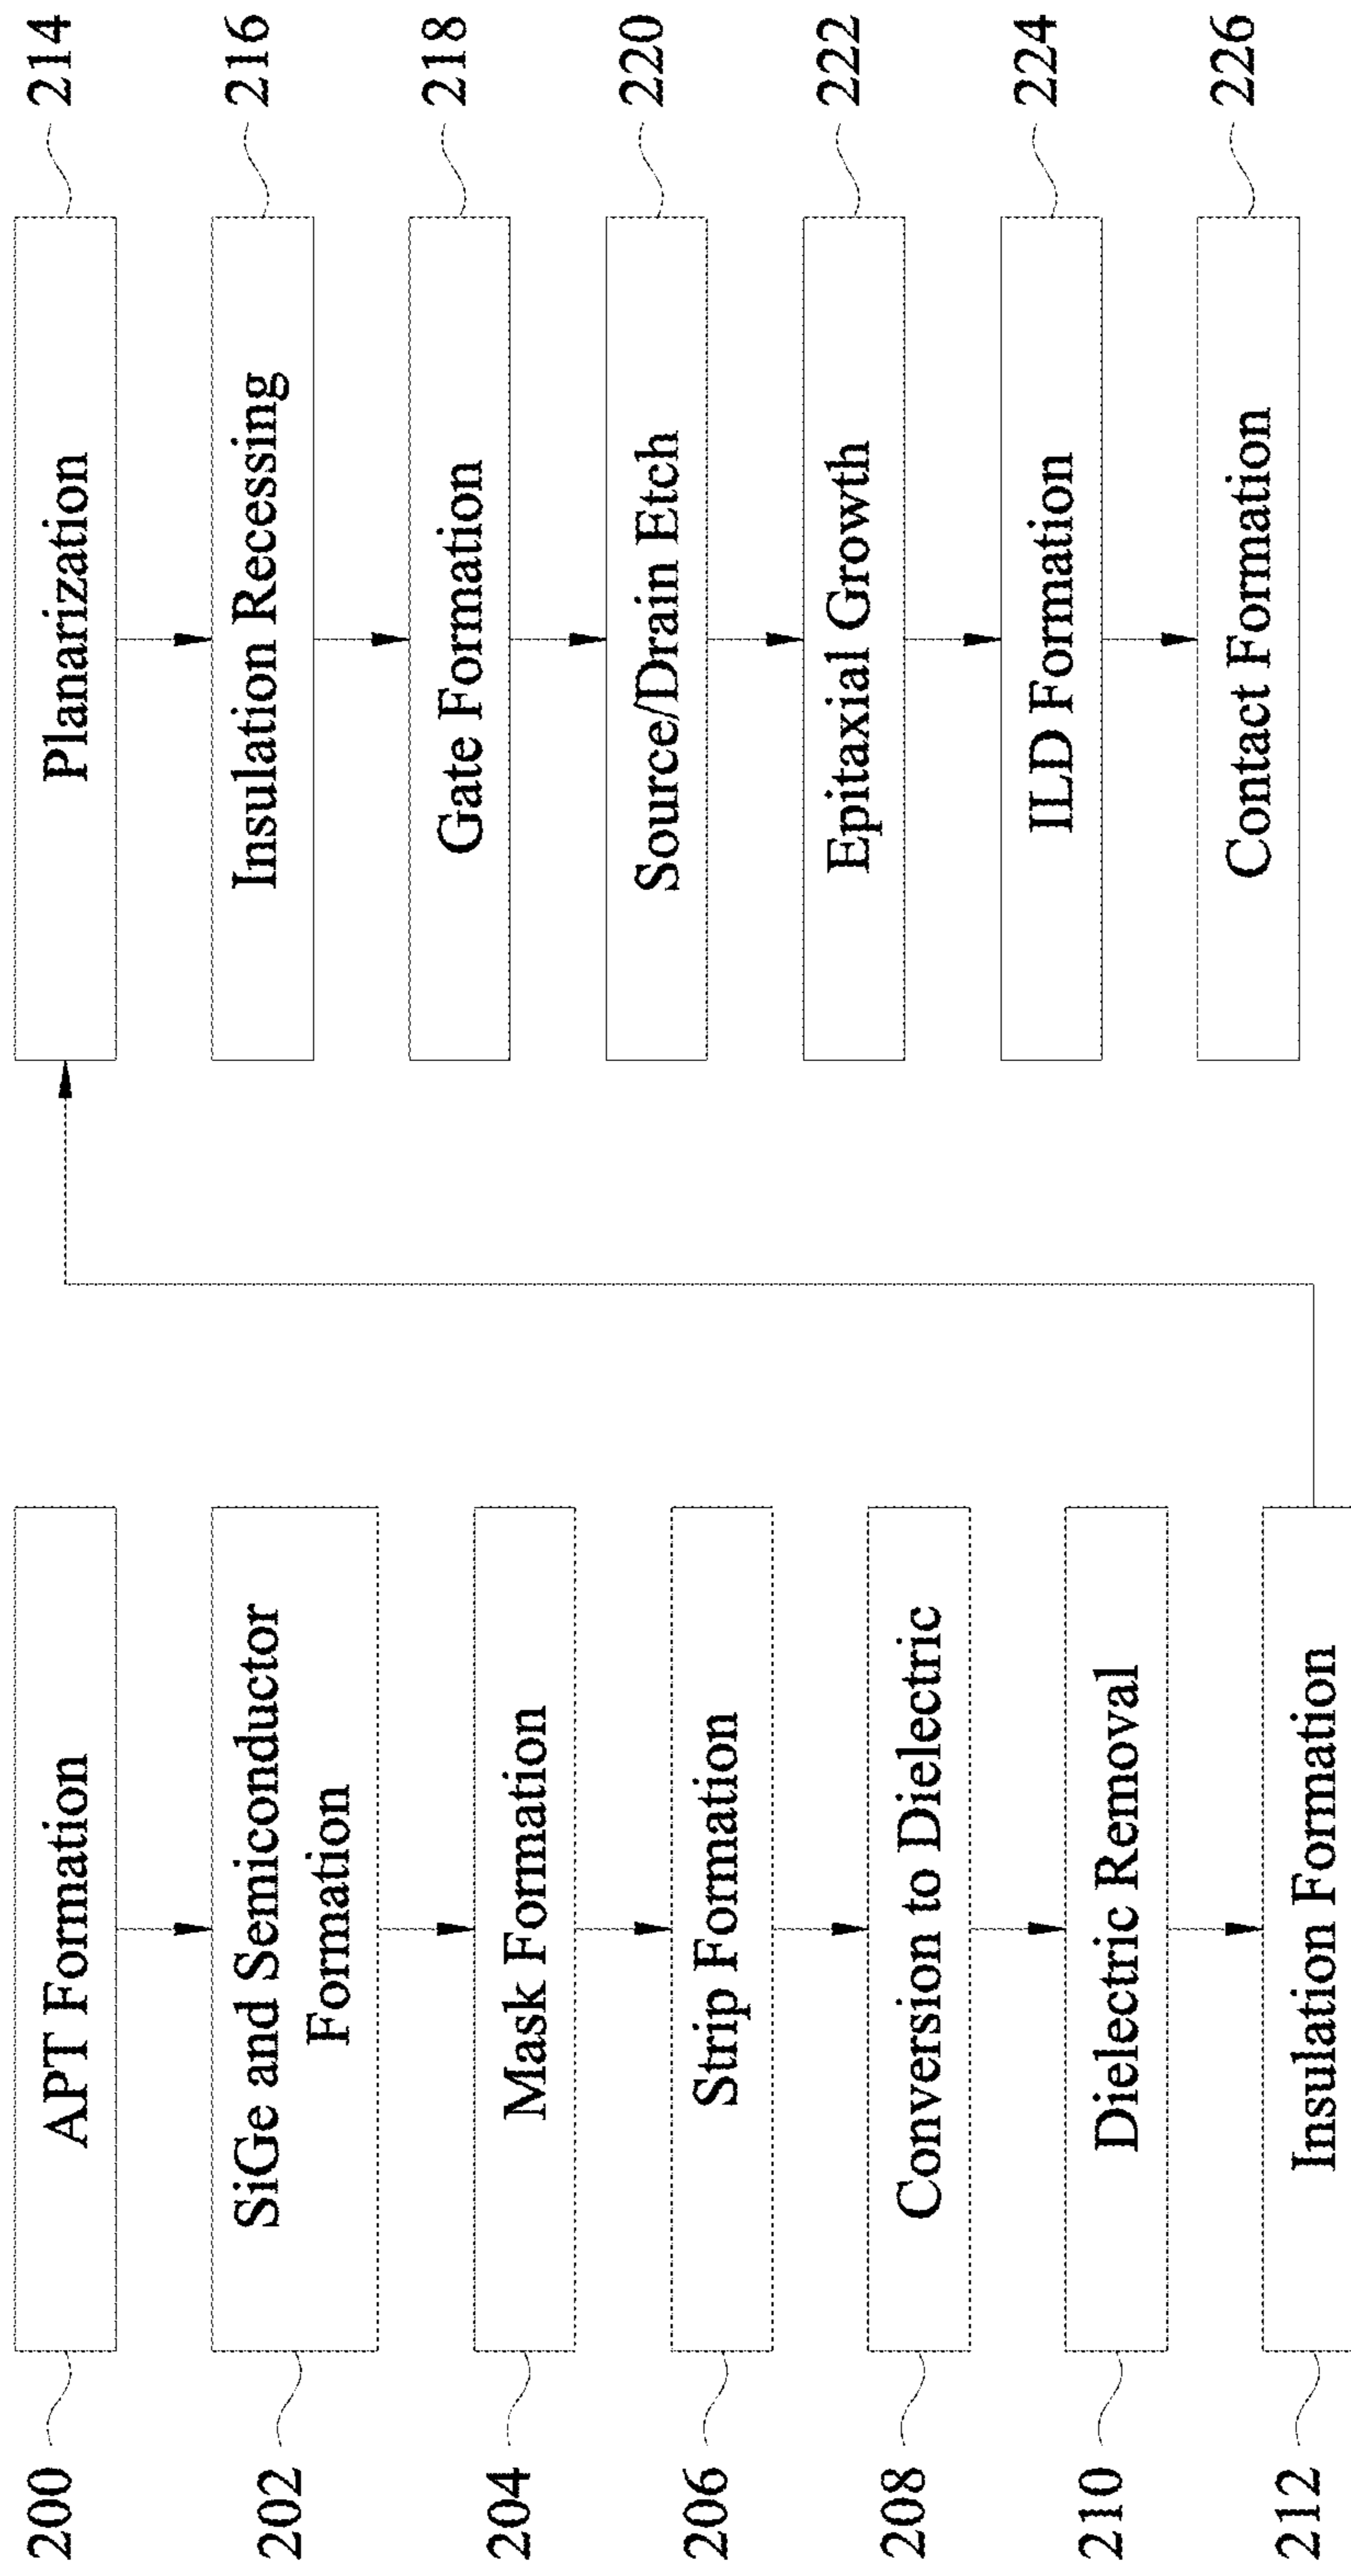 200
APT Formation
202
SiGe and Semiconductor
Formation
204
Mask Formation
206
Strip Formation
208
Conversion to Dielectric
210
Dielectric Removal
212
Insulation Formation
Planarization
214
Insulation Recessing
216
Gate Formation
218
Source/Drain Etch
220
Epitaxial Growth
222
ILD Formation
224
Contact Formation
226